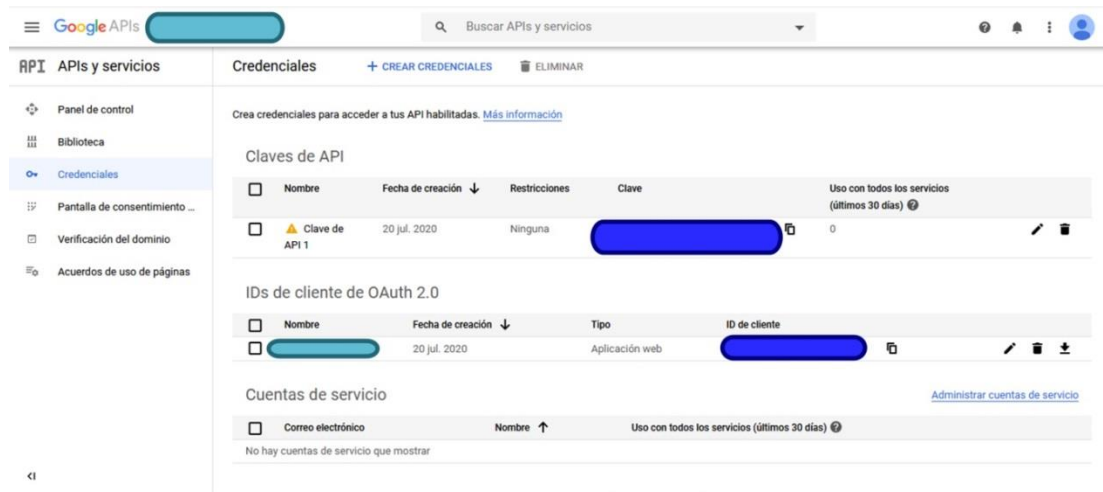 Google APIs
Buscar APIs y servicios
API APIs y servicios
Credenciales
+ CREAR CREDENCIALES
ELIMINAR
Panel de control
Biblioteca
Credenciales
Pantalla de consentimiento ...
Verificación del dominio
Acuerdos de uso de páginas
Crea credenciales para acceder a tus API habilitadas. Más información
Claves de API
Nombre Fecha de creación Restricciones Clave Uso con todos los servicios
(últimos 30 días)
Clave de 20 jul. 2020 Ninguna 0
API 1
IDs de cliente de OAuth 2.0
Nombre Fecha de creación Tipo ID de cliente
20 jul. 2020 Aplicación web
Cuentas de servicio
Administrar cuentas de servicio
Correo electrónico Nombre Uso con todos los servicios (últimos 30 días)
No hay cuentas de servicio que mostrar